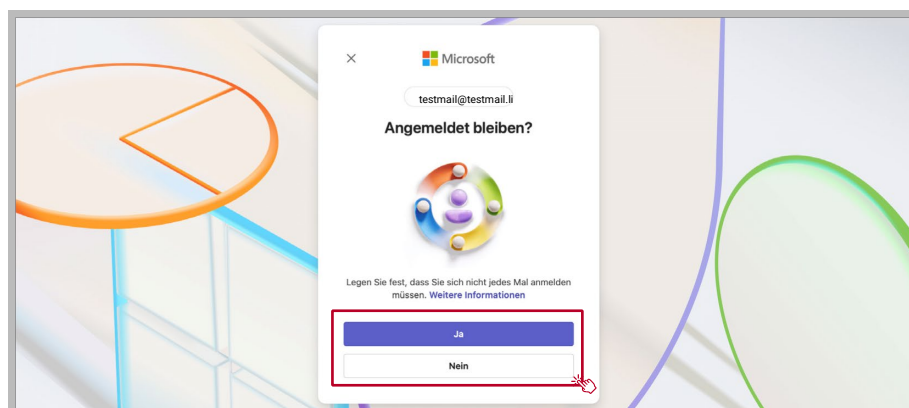 Microsoft
testmail@testmail.li
Angemeldet bleiben?
Legen Sie fest, dass Sie sich nicht jedes Mal anmelden
müssen. Weitere Informationen
Ja
Nein